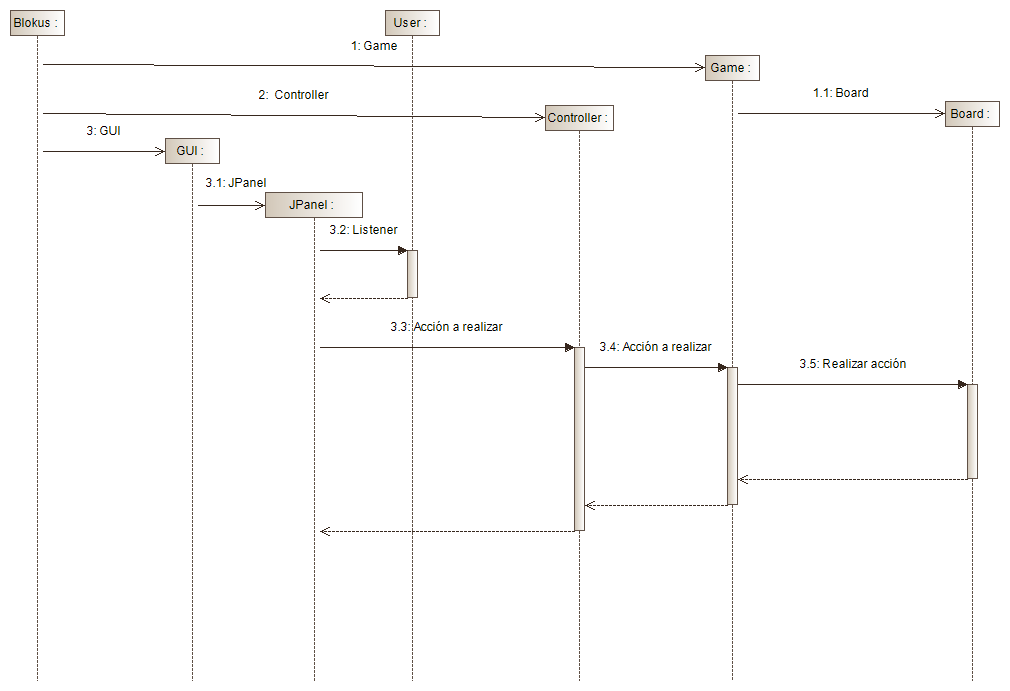 Blokus :
User :
1: Game
Game :
2: Controller
1.1: Board
Controller :
Board :
3: GUI
GUI :
3.1: JPanel
JPanel :
3.2: Listener
3.3: Acción a realizar
3.4: Acción a realizar
3.5: Realizar acción